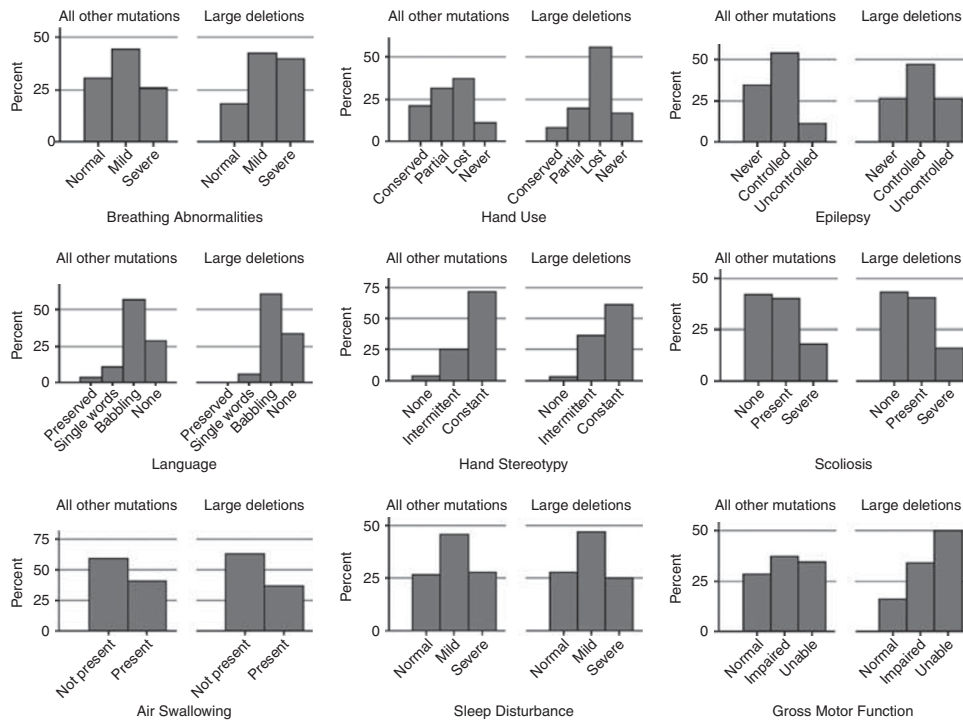 All other mutations Large deletions
50
25
0
Percent
Normal Mild Severe Normal Mild Severe
Breathing Abnormalities
All other mutations Large deletions
50
25
0
Percent
Conserved Partial Lost Never Conserved Partial Lost Never
Hand Use
All other mutations Large deletions
50
25
0
Percent
Never Controlled Uncontrolled Never Controlled Uncontrolled
Epilepsy
All other mutations Large deletions
50
25
0
Percent
Preserved Single words Babbling None Preserved Single words Babbling None
Language
All other mutations Large deletions
75
50
25
0
Percent
None Intermittent Constant None Intermittent Constant
Hand Stereotypy
All other mutations Large deletions
50
25
0
Percent
None Present Severe None Present Severe
Scoliosis
All other mutations Large deletions
75
50
25
0
Percent
Not present Present Not present Present
Air Swallowing
All other mutations Large deletions
50
25
0
Percent
Normal Mild Severe Normal Mild Severe
Sleep Disturbance
All other mutations Large deletions
50
25
0
Percent
Normal Impaired Unable Normal Impaired Unable
Gross Motor Function